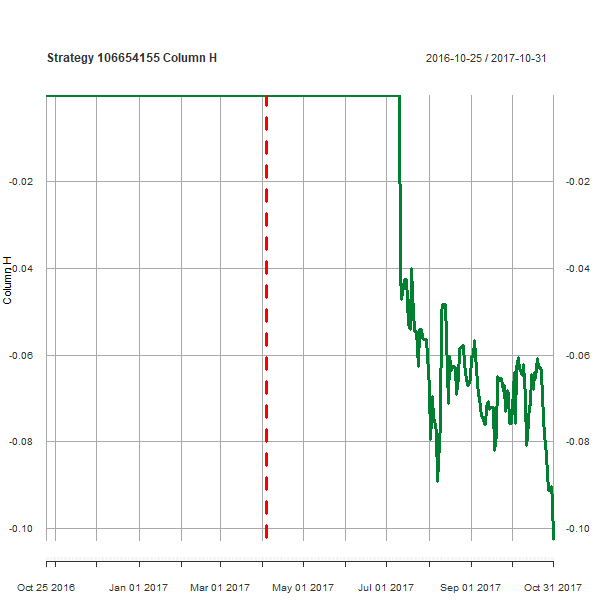 Strategy 106654155 Column H
2016-10-25 / 2017-10-31
-0.02 -0.02
-0.04 -0.04
Column H
-0.06 -0.06
-0.08 -0.08
-0.10 -0.10
Oct 25 2016 Jan 01 2017 Mar 01 2017 May 01 2017 Jul 01 2017 Sep 01 2017 Oct 31 2017